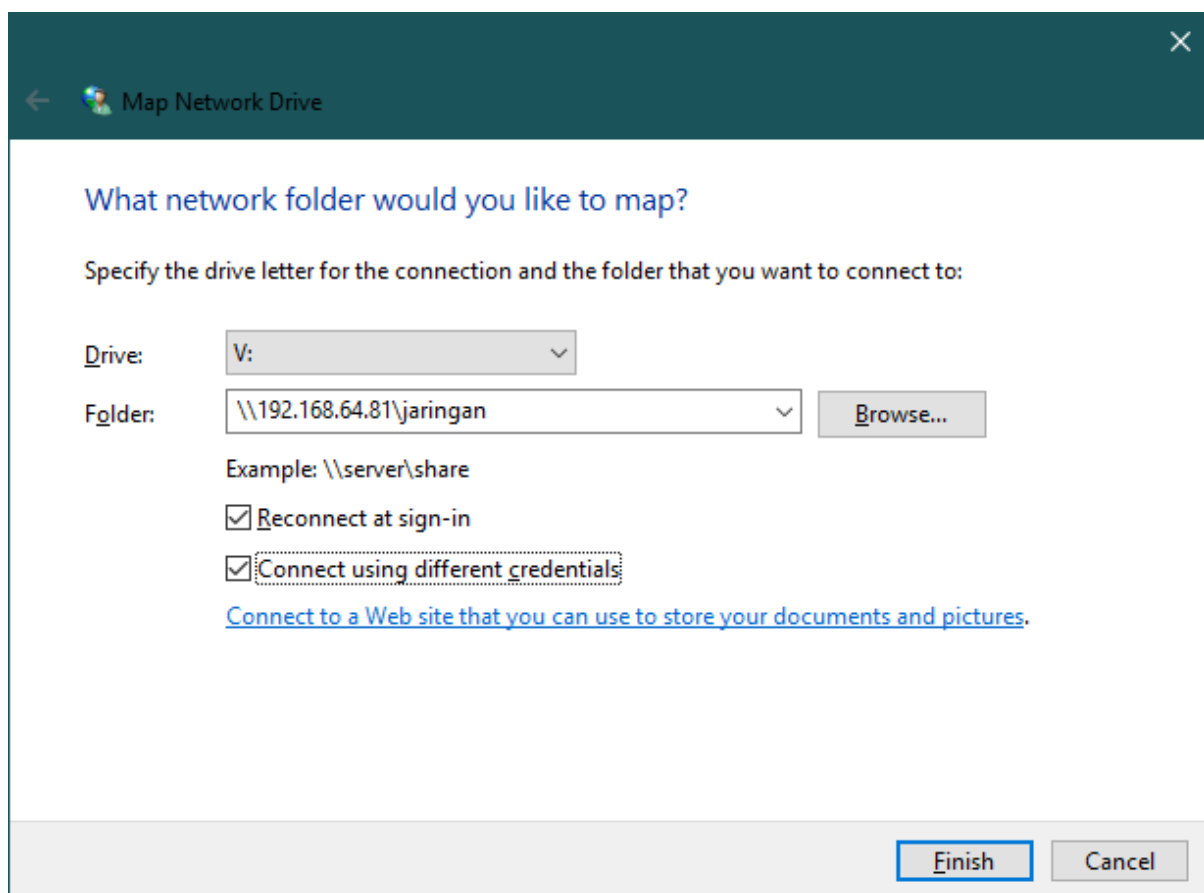 Map Network Drive
What network folder would you like to map?
Specify the drive letter for the connection and the folder that you want to connect to:
Drive: V:
Folder: \\192.168.64.81\jaringan Browse...
Example: \\server\share
Reconnect at sign-in
Connect using different credentials
Connect to a Web site that you can use to store your documents and pictures.
Finish Cancel